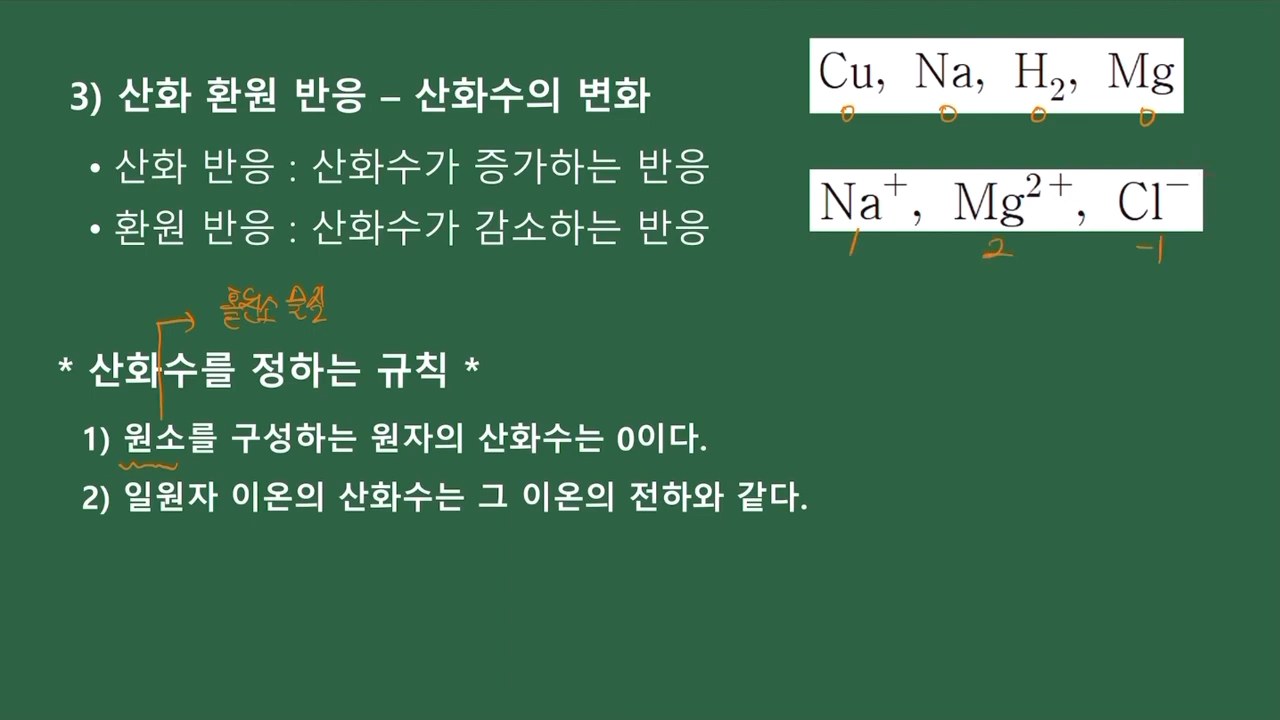 3) 산화 환원 반응 – 산화수의 변화
• 산화 반응 : 산화수가 증가하는 반응
• 환원 반응 : 산화수가 감소하는 반응
Cu, Na, H₂, Mg
0 0 0 0
Na⁺, Mg²⁺, Cl⁻
1 2 -1
홑원소 물질
* 산화수를 정하는 규칙 *
1) 원소를 구성하는 원자의 산화수는 0이다.
2) 일원자 이온의 산화수는 그 이온의 전하와 같다.